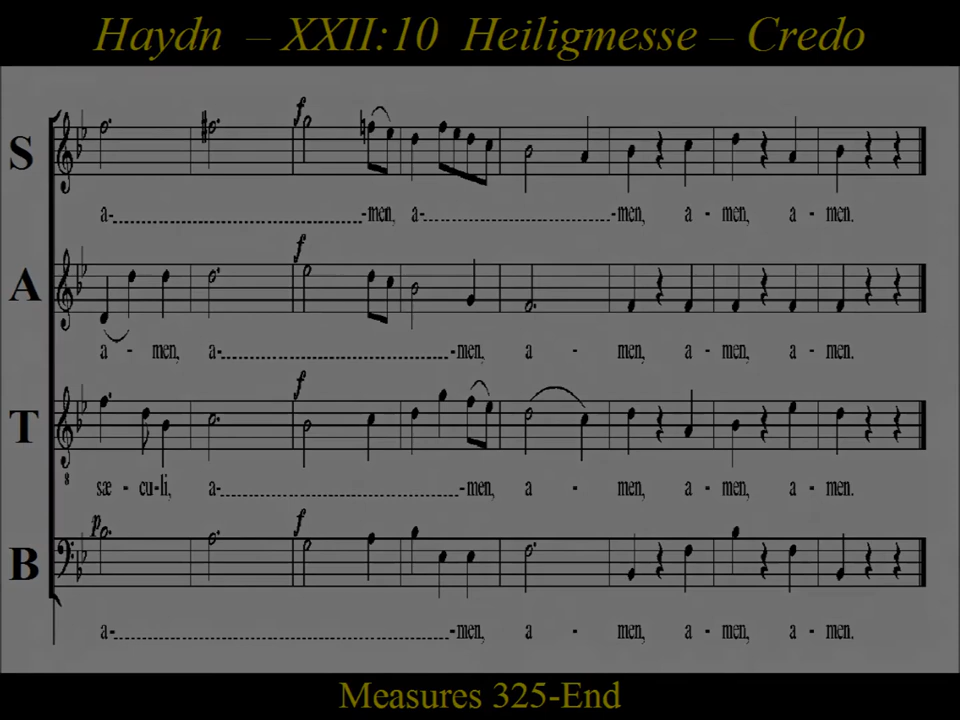 Haydn – XXII:10 Heiligmesse – Credo
f
S
a- -men, a- -men, a - men, a - men.
f
A
a - men, a- -men, a - men, a - men, a - men.
f
T
8
sæ - cu-li, a- -men, a - men, a - men, a - men.
p f
B
a- -men, a - men, a - men, a - men.
Measures 325-End